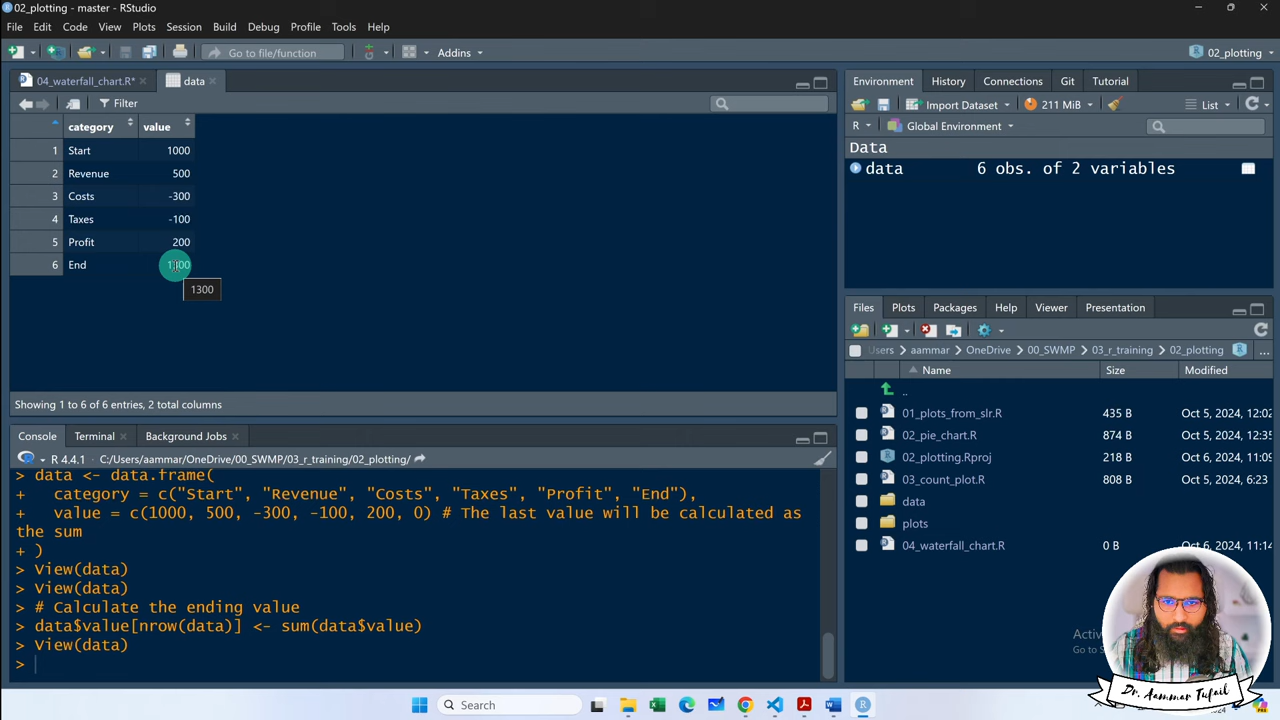 02_plotting - master - RStudio
File Edit Code View Plots Session Build Debug Profile Tools Help
Go to file/function Addins 02_plotting
04_waterfall_chart.R* data
Filter
category value
1 Start 1000
2 Revenue 500
3 Costs -300
4 Taxes -100
5 Profit 200
6 End 1300
1300
Showing 1 to 6 of 6 entries, 2 total columns
Console Terminal Background Jobs
R 4.4.1 · C:/Users/aammar/OneDrive/00_SWMP/03_r_training/02_plotting/
> data <- data.frame(
+ category = c("Start", "Revenue", "Costs", "Taxes", "Profit", "End"),
+ value = c(1000, 500, -300, -100, 200, 0) # The last value will be calculated as
the sum
+ )
> View(data)
> View(data)
> # Calculate the ending value
> data$value[nrow(data)] <- sum(data$value)
> View(data)
>
Environment History Connections Git Tutorial
Import Dataset 211 MiB List
R Global Environment
Data
data 6 obs. of 2 variables
Files Plots Packages Help Viewer Presentation
Users aammar OneDrive 00_SWMP 03_r_training 02_plotting ...
Name Size Modified
..
01_plots_from_slr.R 435 B Oct 5, 2024, 12:02
02_pie_chart.R 874 B Oct 5, 2024, 12:35
02_plotting.Rproj 218 B Oct 6, 2024, 11:09
03_count_plot.R 808 B Oct 5, 2024, 6:23
data
plots
04_waterfall_chart.R 0 B Oct 6, 2024, 11:14
Dr. Aammar Tufail
Search